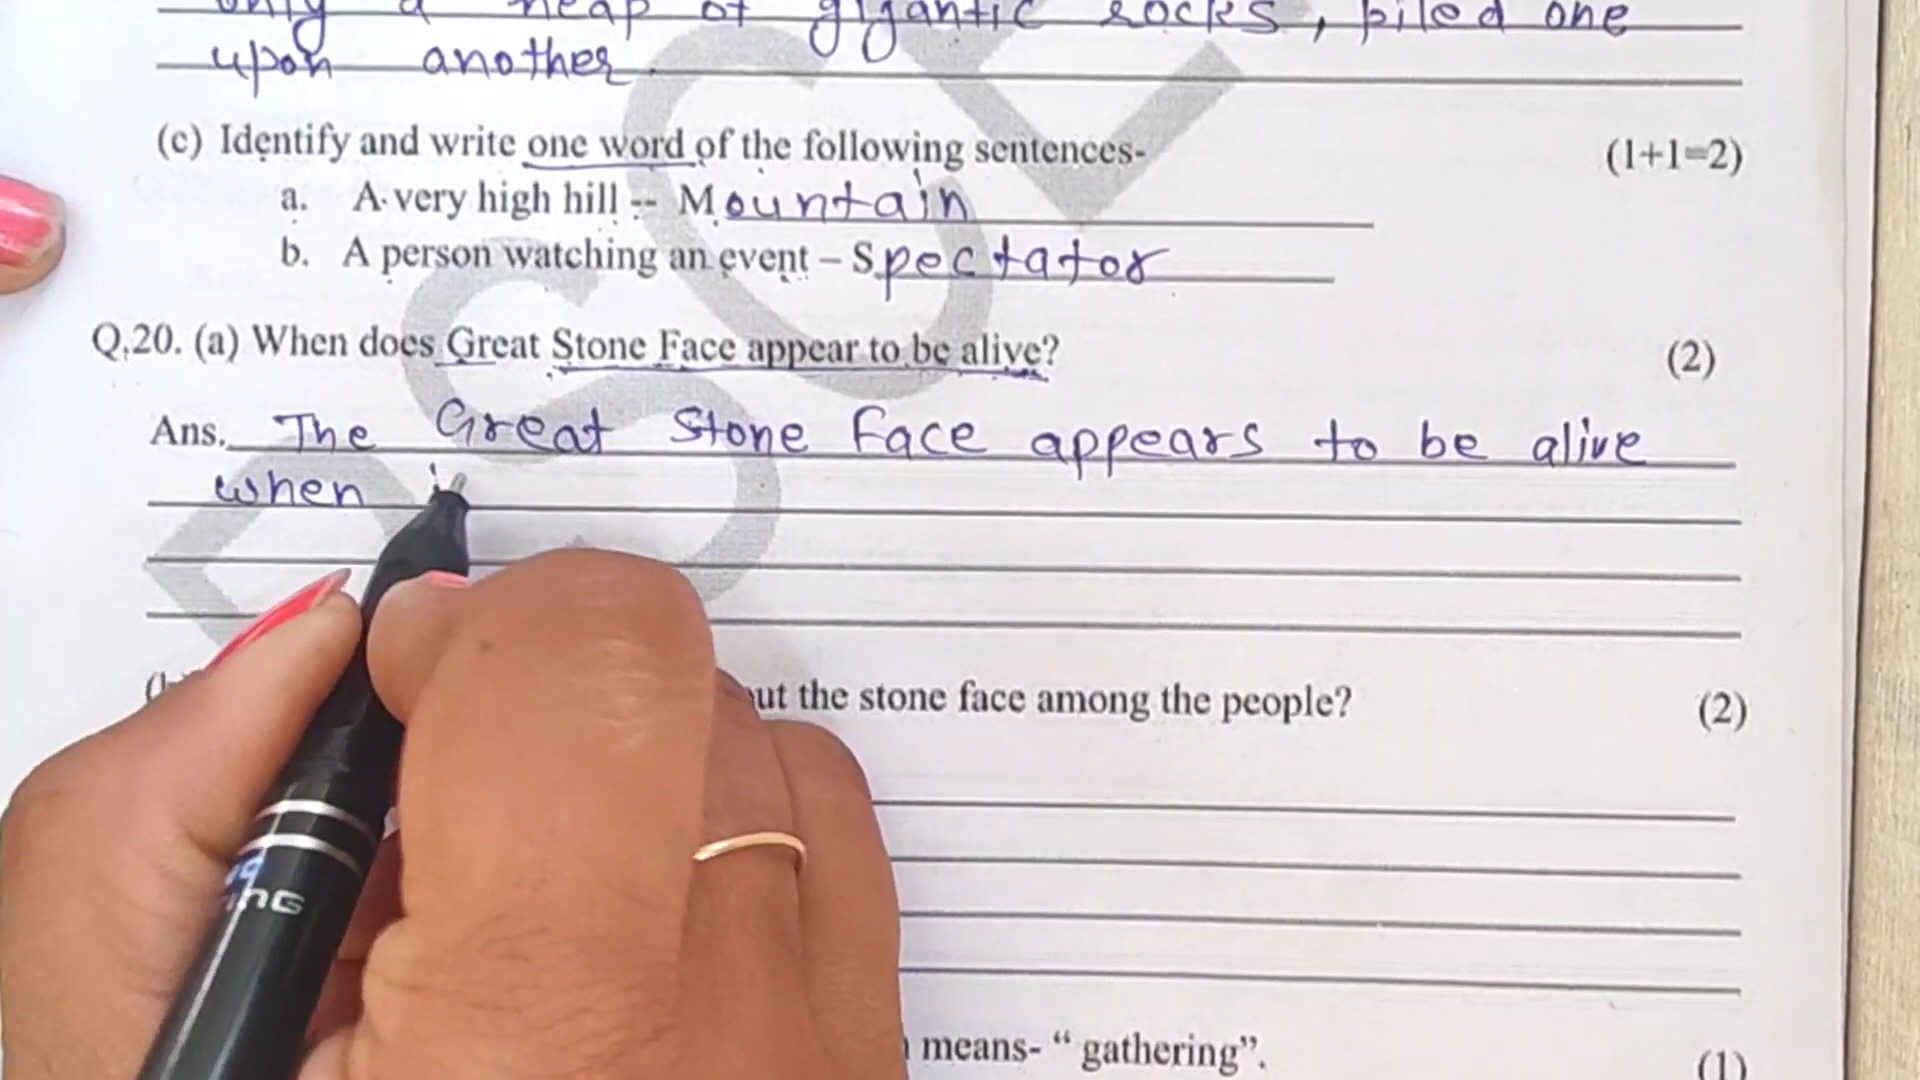 only a heap of gigantic rocks, piled one
upon another.
(c) Identify and write one word of the following sentences- (1+1=2)
a. A very high hill -- Mountain
b. A person watching an event – Spectator
Q.20. (a) When does Great Stone Face appear to be alive? (2)
Ans. The Great Stone Face appears to be alive
when
out the stone face among the people? (2)
means- “ gathering”. (1)